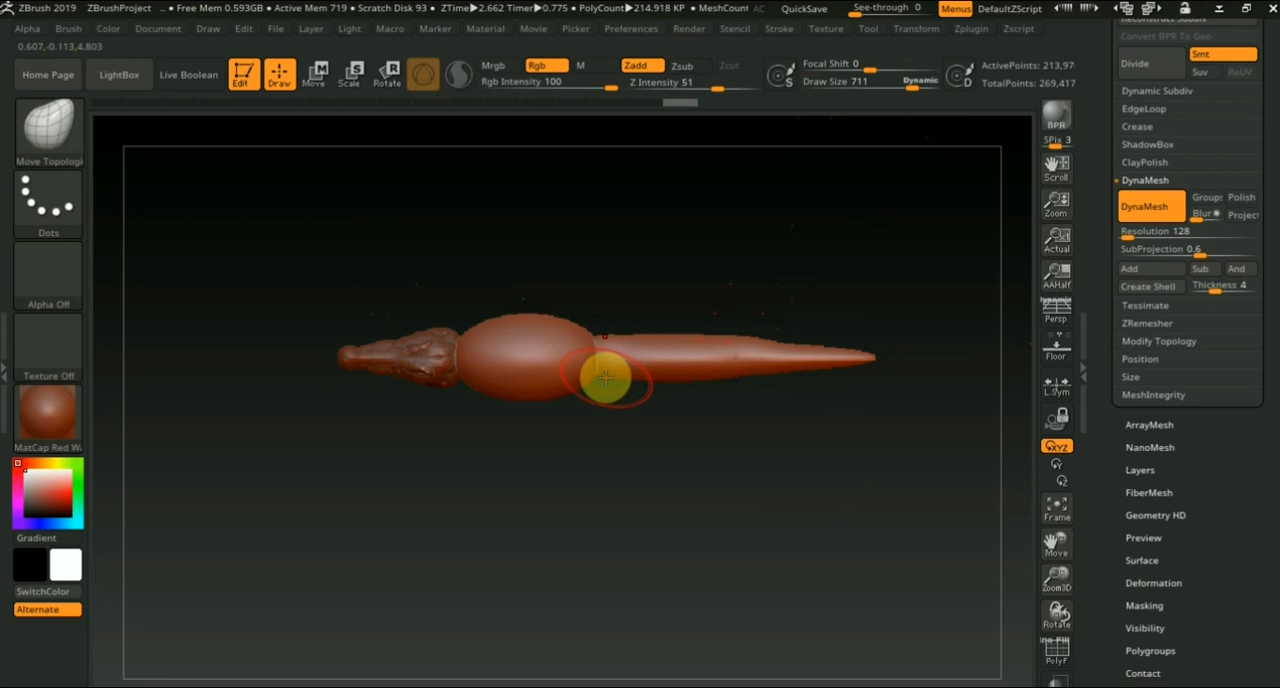 ZBrush 2019 ZBrushProject .. • Free Mem 0.593GB • Active Mem 719 • Scratch Disk 93 • ZTime▶2.662 Timer▶0.775 • PolyCount▶214.918 KP • MeshCount AC QuickSave See-through 0 Menus DefaultZScript
Alpha Brush Color Document Draw Edit File Layer Light Macro Marker Material Movie Picker Preferences Render Stencil Stroke Texture Tool Transform Zplugin Zscript
0.607,-0.113,4.803
Home Page LightBox Live Boolean Edit Draw Move Scale Rotate
Mrgb Rgb M Zadd Zsub Zcut
Rgb Intensity 100 Z Intensity 51
S Focal Shift 0 D
Draw Size 711 Dynamic
ActivePoints: 213,97
TotalPoints: 269,417
Move Topologi
Dots
Alpha Off
Texture Off
MatCap Red Wa
Gradient
SwitchColor
Alternate
BPR
SPix 3
Scroll
Zoom
Actual
AAHalf
Dynamic
Persp
Floor
L.Sym
XYZ
Y
Z
Frame
Move
Zoom3D
Rotate
PolyF
Reconstruct Subdiv
Convert BPR To Geo
Divide Smt
Suv ReUV
Dynamic Subdiv
EdgeLoop
Crease
ShadowBox
ClayPolish
DynaMesh
DynaMesh Groups Polish
Blur Projec
Resolution 128
SubProjection 0.6
Add Sub And
Create Shell Thickness 4
Tessimate
ZRemesher
Modify Topology
Position
Size
MeshIntegrity
ArrayMesh
NanoMesh
Layers
FiberMesh
Geometry HD
Preview
Surface
Deformation
Masking
Visibility
Polygroups
Contact